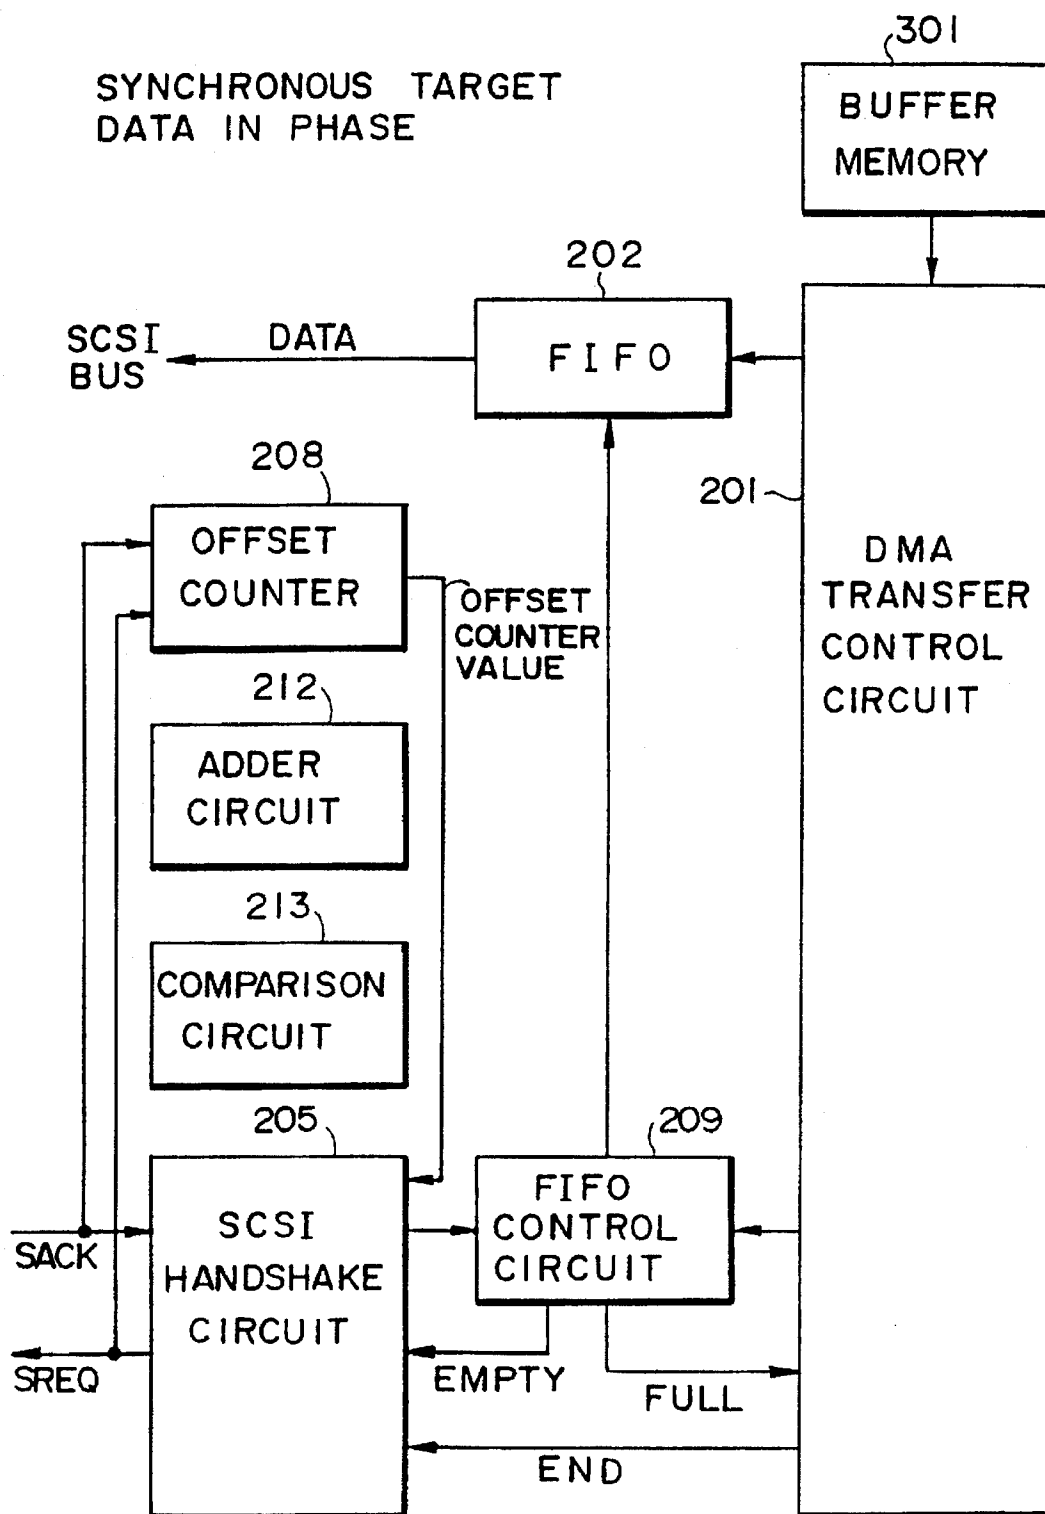 SYNCHRONOUS TARGET
DATA IN PHASE
301
BUFFER
MEMORY
202
FIFO
SCSI
BUS
DATA
208
OFFSET
COUNTER
201
DMA
TRANSFER
CONTROL
CIRCUIT
OFFSET
COUNTER
VALUE
212
ADDER
CIRCUIT
213
COMPARISON
CIRCUIT
205
SCSI
HANDSHAKE
CIRCUIT
209
FIFO
CONTROL
CIRCUIT
SACK
SREQ
EMPTY
FULL
END